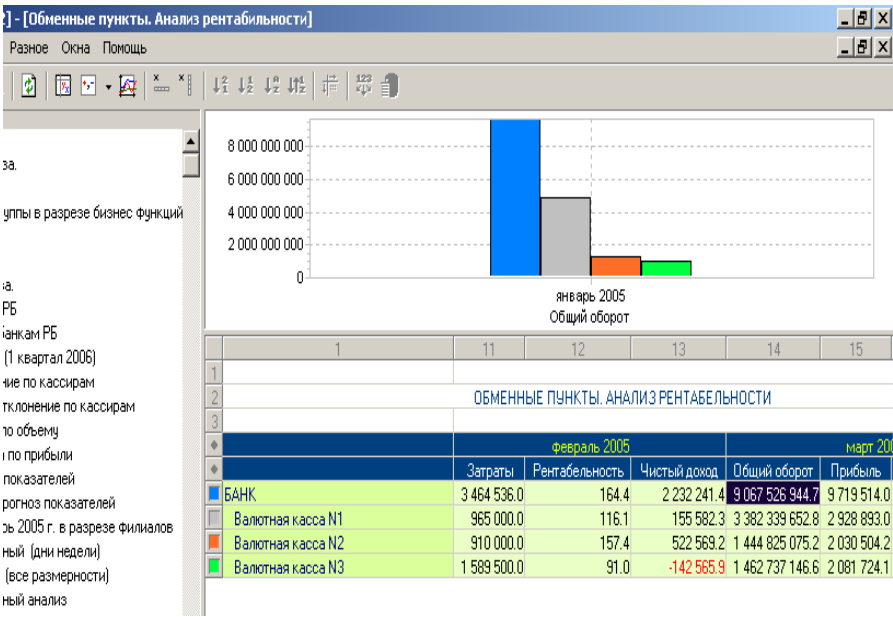 2] - [Обменные пункты. Анализ рентабильности]
Разное Окна Помощь
за.
уппы в разрезе бизнес функций
за.
РБ
банкам РБ
(1 квартал 2006)
ние по кассирам
тклонение по кассирам
по объему
и по прибыли
показателей
рогноз показателей
рь 2005 г. в разрезе филиалов
ный (дни недели)
(все размерности)
ный анализ
8 000 000 000
6 000 000 000
4 000 000 000
2 000 000 000
0
январь 2005
Общий оборот
1 11 12 13 14 15
1
2 ОБМЕННЫЕ ПУНКТЫ. АНАЛИЗ РЕНТАБЕЛЬНОСТИ
3
февраль 2005 март 200
Затраты Рентабельность Чистый доход Общий оборот Прибыль
БАНК 3 464 536.0 164.4 2 232 241.4 9 067 526 944.7 9 719 514.0
Валютная касса N1 965 000.0 116.1 155 582.3 3 382 339 652.8 2 928 893.0
Валютная касса N2 910 000.0 157.4 522 569.2 1 444 825 075.2 2 030 504.2
Валютная касса N3 1 589 500.0 91.0 -142 565.9 1 462 737 146.6 2 081 724.1